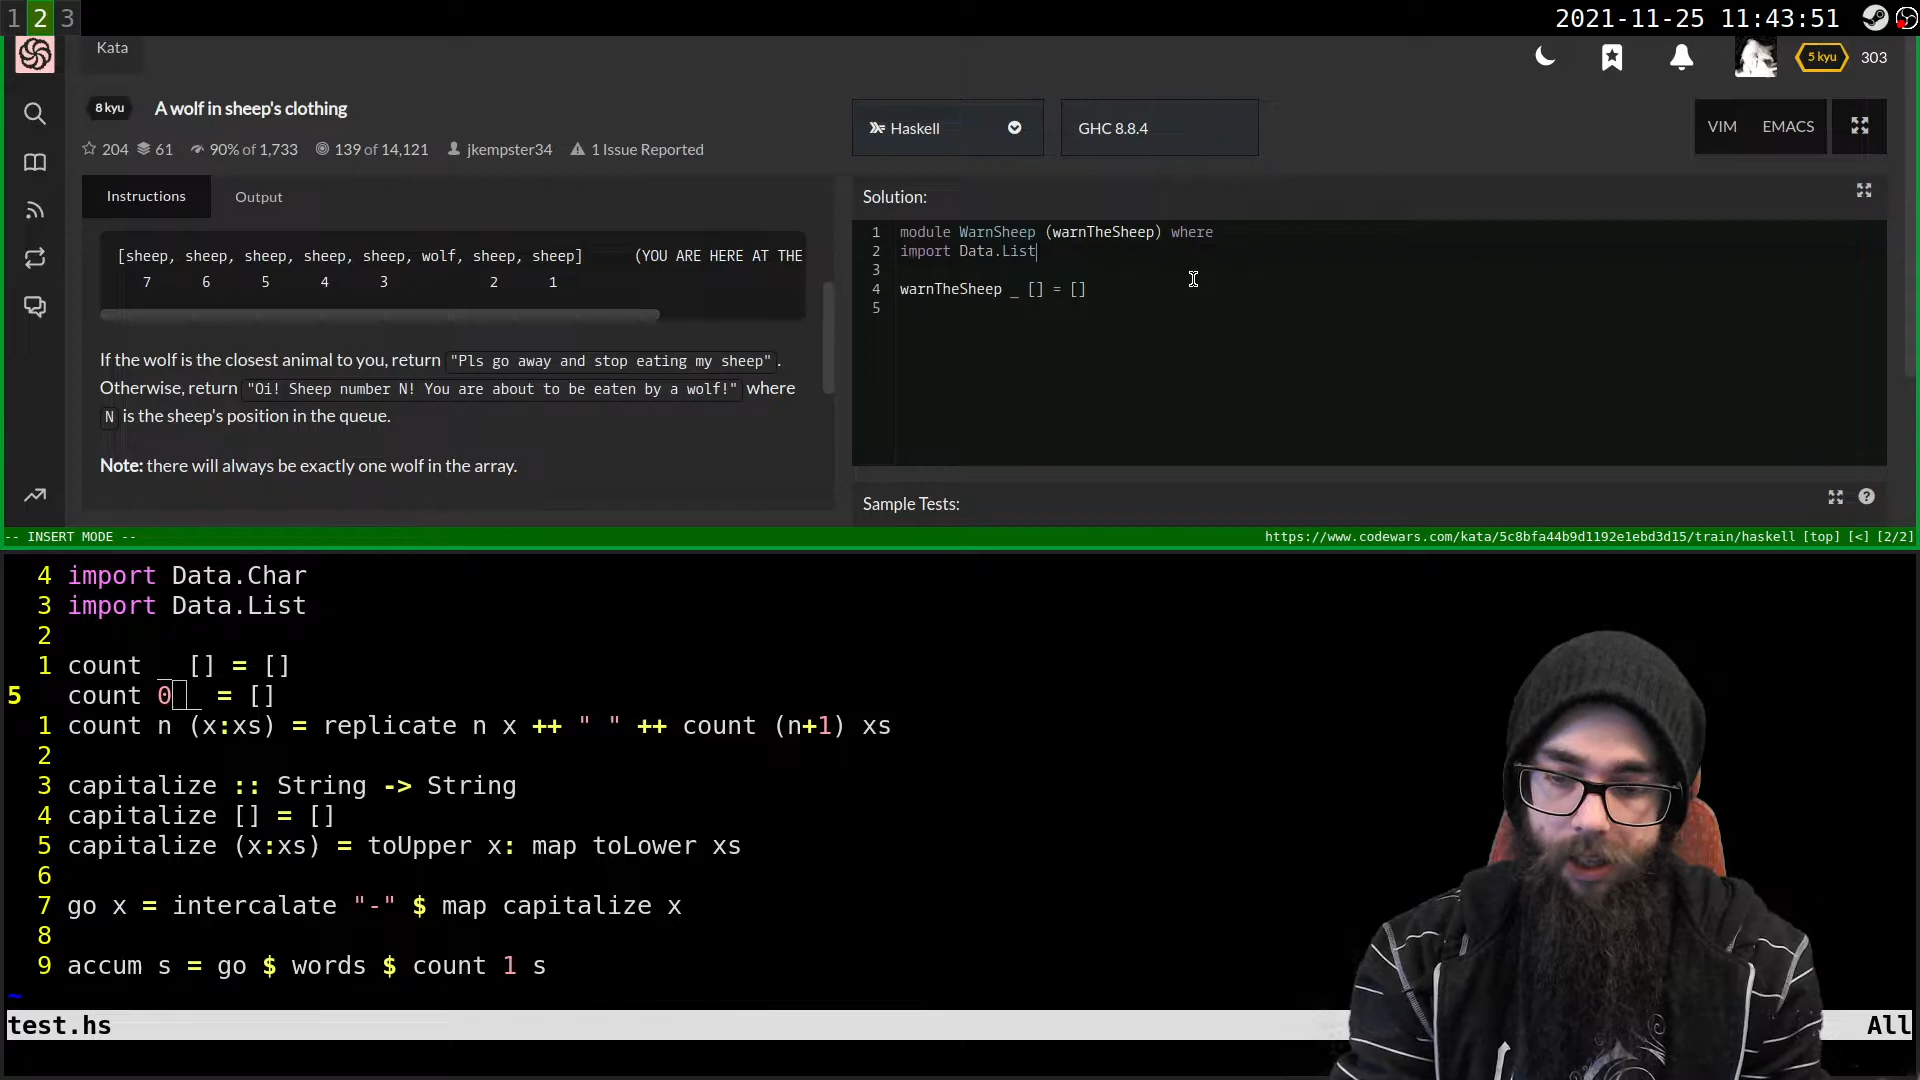 1 2 3
2021-11-25 11:43:51
Kata
5 kyu 303
8 kyu A wolf in sheep's clothing
204 61 90% of 1,733 139 of 14,121 jkempster34 1 Issue Reported
Haskell
GHC 8.8.4
VIM EMACS
Instructions Output
[sheep, sheep, sheep, sheep, sheep, wolf, sheep, sheep] (YOU ARE HERE AT THE
7 6 5 4 3 2 1
If the wolf is the closest animal to you, return "Pls go away and stop eating my sheep".
Otherwise, return "Oi! Sheep number N! You are about to be eaten by a wolf!" where
N is the sheep's position in the queue.
Note: there will always be exactly one wolf in the array.
Solution:
1 module WarnSheep (warnTheSheep) where
2 import Data.List
3
4 warnTheSheep _ [] = []
5
Sample Tests:
-- INSERT MODE -- https://www.codewars.com/kata/5c8bfa44b9d1192e1ebd3d15/train/haskell [top] [<] [2/2]
4 import Data.Char
3 import Data.List
2
1 count _ [] = []
5 count 0 _ = []
1 count n (x:xs) = replicate n x ++ " " ++ count (n+1) xs
2
3 capitalize :: String -> String
4 capitalize [] = []
5 capitalize (x:xs) = toUpper x: map toLower xs
6
7 go x = intercalate "-" $ map capitalize x
8
9 accum s = go $ words $ count 1 s
~
test.hs All